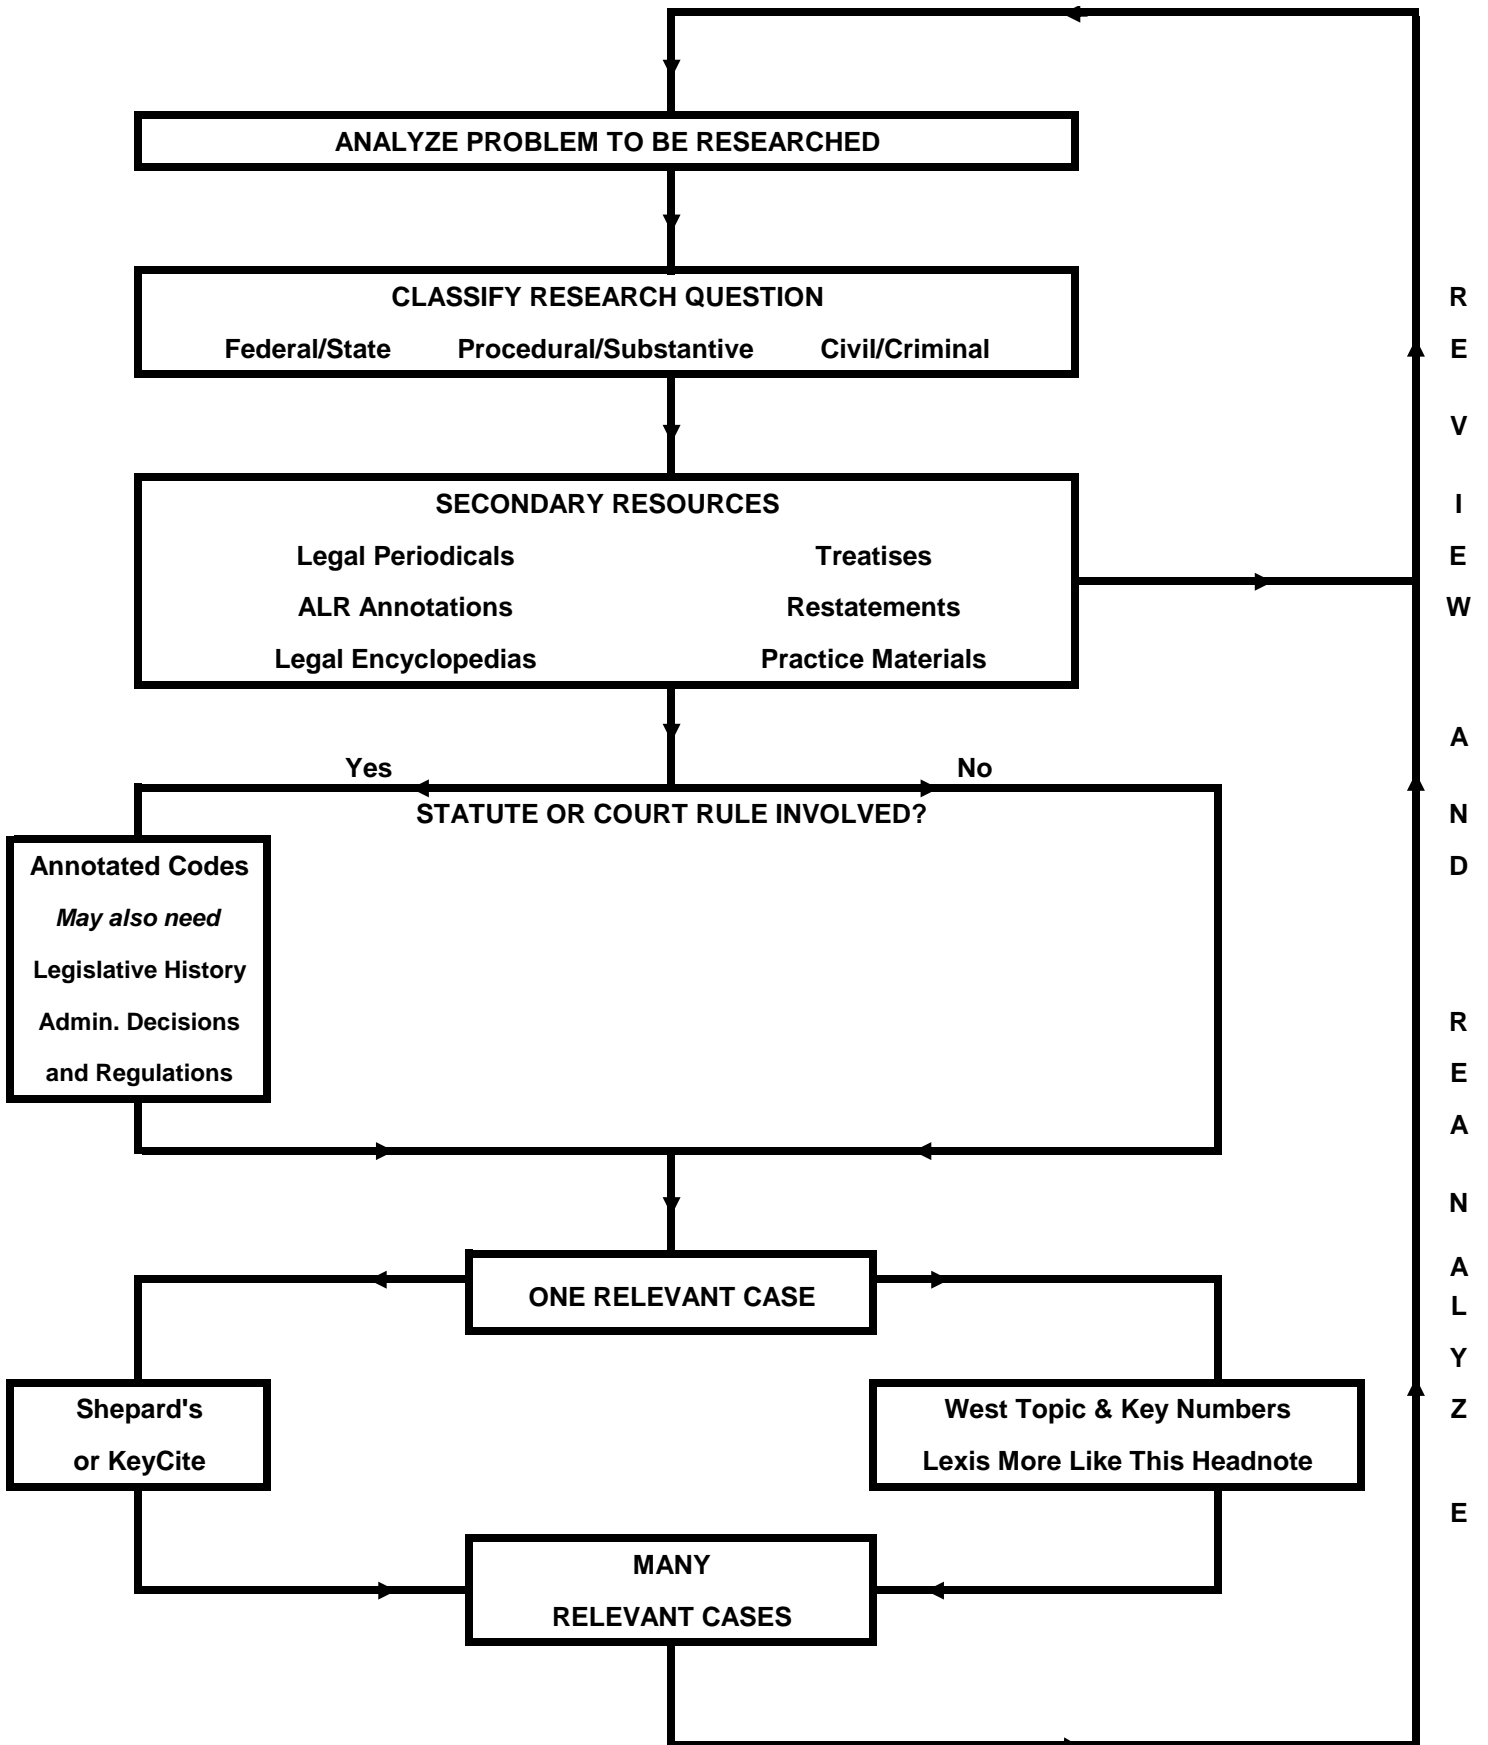 ANALYZE PROBLEM TO BE RESEARCHED
CLASSIFY RESEARCH QUESTION
Federal/State Procedural/Substantive Civil/Criminal
SECONDARY RESOURCES
Legal Periodicals Treatises
ALR Annotations Restatements
Legal Encyclopedias Practice Materials
Yes No
STATUTE OR COURT RULE INVOLVED?
Annotated Codes
May also need
Legislative History
Admin. Decisions
and Regulations
ONE RELEVANT CASE
Shepard's
or KeyCite
West Topic & Key Numbers
Lexis More Like This Headnote
MANY
RELEVANT CASES
REVIEW AND REANALYZE